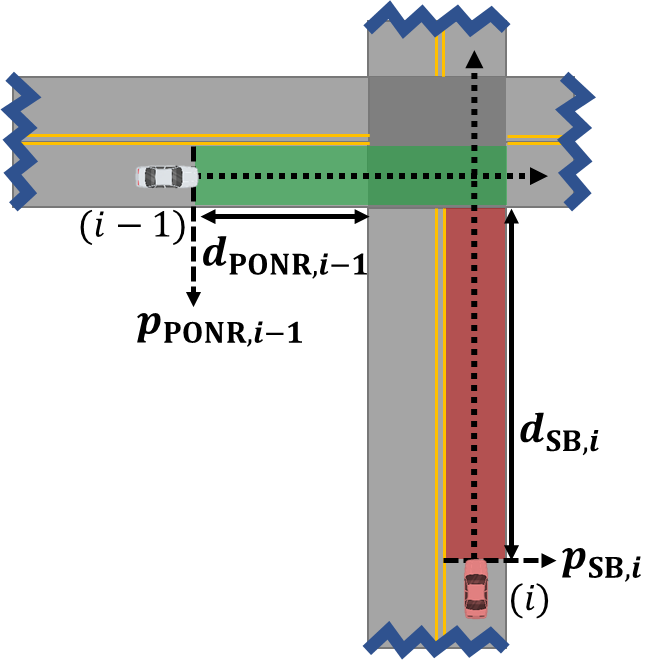 (i − 1)
d_PONR,i−1
p_PONR,i−1
d_SB,i
p_SB,i
(i)